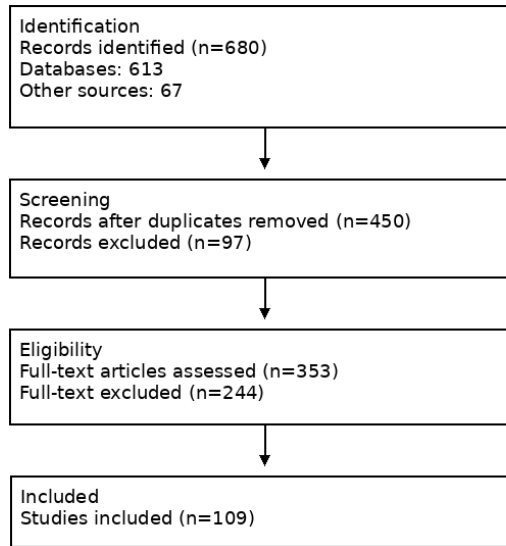 Identification
Records identified (n=680)
Databases: 613
Other sources: 67
Screening
Records after duplicates removed (n=450)
Records excluded (n=97)
Eligibility
Full-text articles assessed (n=353)
Full-text excluded (n=244)
Included
Studies included (n=109)